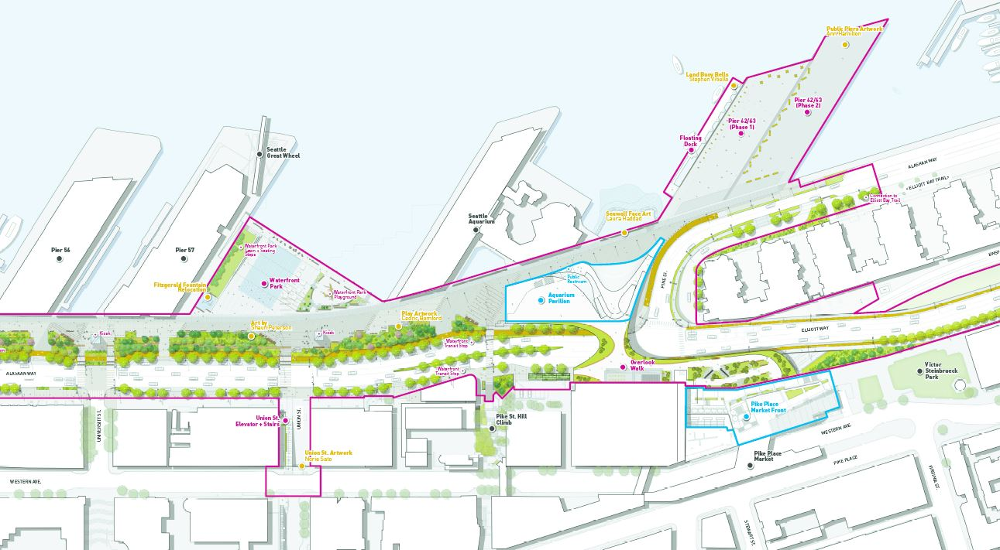 Public Piers Artwork
Ann Hamilton
Land Buoy Bells
Stephen Vitiello
Pier 62/63
(Phase 2)
Pier 62/63
(Phase 1)
Floating
Dock
Seattle
Great Wheel
ALASKAN WAY
ELLIOTT BAY TRAIL
Connection to
Elliott Bay Trail
Seawall Face Art
Laura Haddad
Seattle
Aquarium
Pier 56
Pier 57
Waterfront Park
Lawn + Seating
Steps
BNSF
Fitzgerald Fountain
Relocation
Waterfront
Park
Waterfront Park
Playground
Public
Restroom
Aquarium
Pavilion
PINE ST.
Art by
Shaun Peterson
Play Artwork
Cedric Bomford
Kiosk
Kiosk
ELLIOTT WAY
Waterfront
Transit Stop
Waterfront
Transit Stop
Overlook
Walk
ALASKAN WAY
Victor
Steinbrueck
Park
UNIVERSITY ST.
Union St.
Elevator + Stairs
UNION ST.
Pike St. Hill
Climb
Pike Place
Market Front
WESTERN AVE.
Union St. Artwork
Norie Sato
Pike Place
Market
PIKE PLACE
VIRGINIA ST.
WESTERN AVE.
STEWART ST.